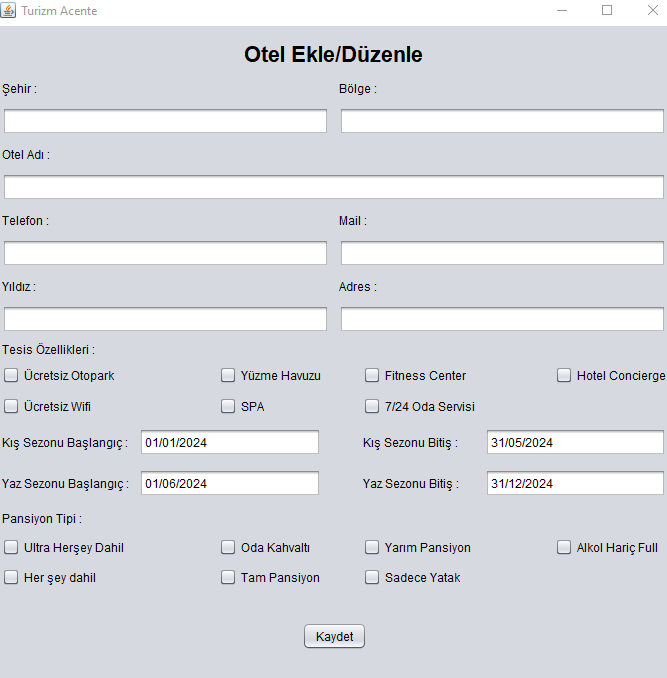 Turizm Acente
Otel Ekle/Düzenle
Şehir : Bölge :
Otel Adı :
Telefon : Mail :
Yıldız : Adres :
Tesis Özellikleri :
Ücretsiz Otopark Yüzme Havuzu Fitness Center Hotel Concierge
Ücretsiz Wifi SPA 7/24 Oda Servisi
Kış Sezonu Başlangıç : 01/01/2024 Kış Sezonu Bitiş : 31/05/2024
Yaz Sezonu Başlangıç : 01/06/2024 Yaz Sezonu Bitiş : 31/12/2024
Pansiyon Tipi :
Ultra Herşey Dahil Oda Kahvaltı Yarım Pansiyon Alkol Hariç Full
Her şey dahil Tam Pansiyon Sadece Yatak
Kaydet